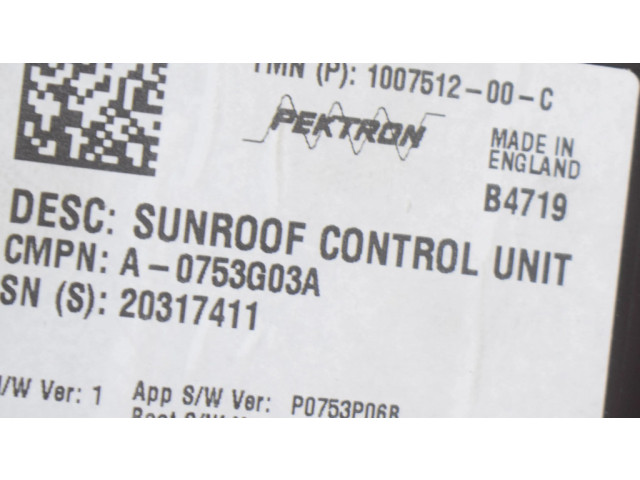 TMN (P): 1007512-00-C
PEKTRON
MADE IN
ENGLAND
B4719
DESC: SUNROOF CONTROL UNIT
CMPN: A-0753G03A
SN (S): 20317411
/W Ver: 1 App S/W Ver: P0753P06B